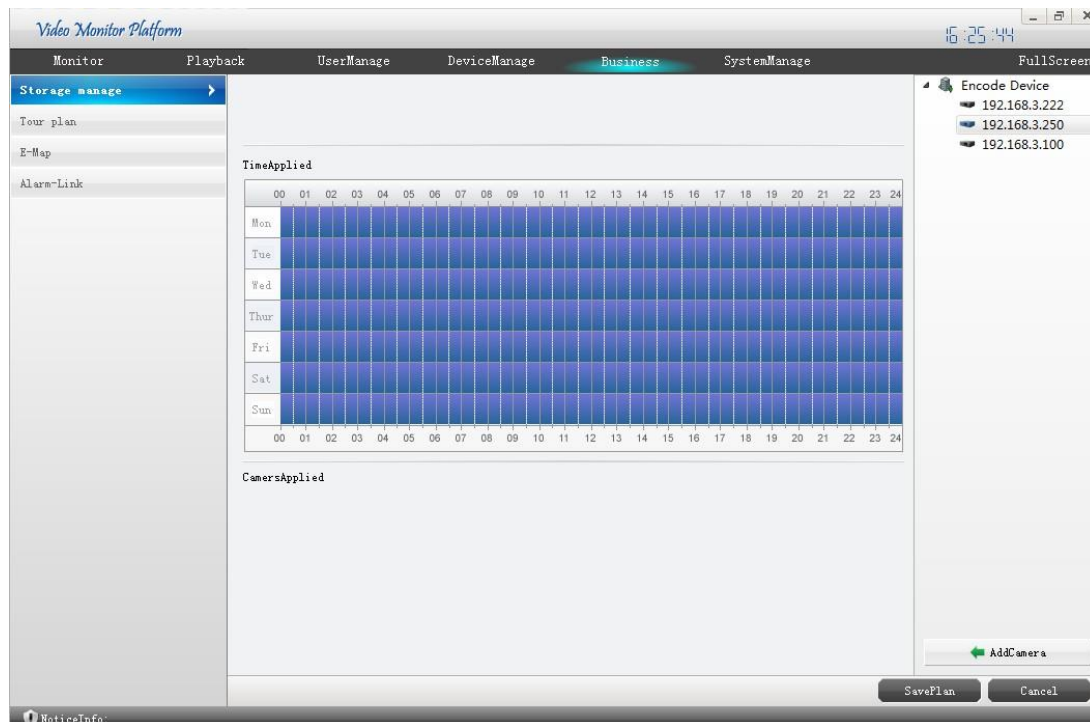 Video Monitor Platform
16:25:44
Monitor Playback UserManage DeviceManage Business SystemManage FullScreen
Storage manage
Tour plan
E-Map
Alarm-Link
TimeApplied
00 01 02 03 04 05 06 07 08 09 10 11 12 13 14 15 16 17 18 19 20 21 22 23 24
Mon
Tue
Wed
Thur
Fri
Sat
Sun
00 01 02 03 04 05 06 07 08 09 10 11 12 13 14 15 16 17 18 19 20 21 22 23 24
CamersApplied
Encode Device
192.168.3.222
192.168.3.250
192.168.3.100
AddCamera
SavePlan Cancel
NoticeInfo: